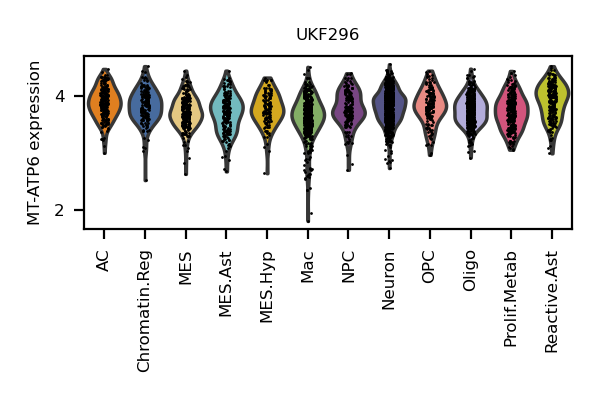 UKF296
MT-ATP6 expression
4
2
AC
Chromatin.Reg
MES
MES.Ast
MES.Hyp
Mac
NPC
Neuron
OPC
Oligo
Prolif.Metab
Reactive.Ast